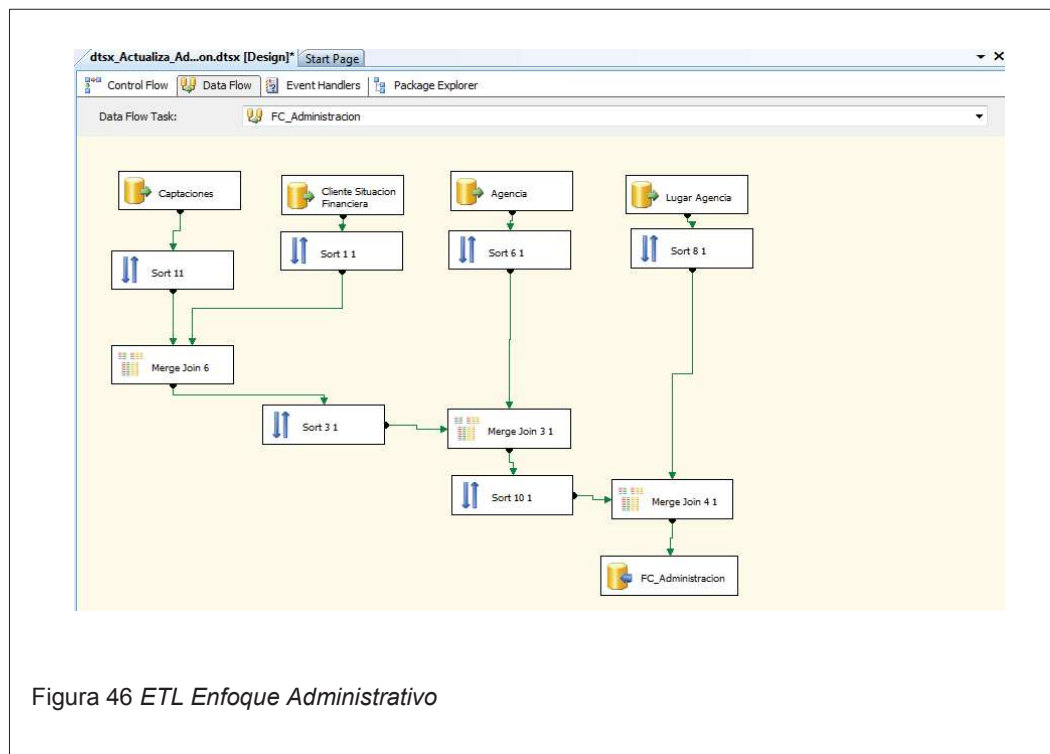 dtsx_Actualiza_Ad...on.dtsx [Design]* Start Page
Control Flow Data Flow Event Handlers Package Explorer
Data Flow Task: FC_Administracion
Captaciones
Cliente Situacion
Financiera
Agencia
Lugar Agencia
Sort 11
Sort 1 1
Sort 6 1
Sort 8 1
Merge Join 6
Sort 3 1
Merge Join 3 1
Sort 10 1
Merge Join 4 1
FC_Administracion
Figura 46 ETL Enfoque Administrativo